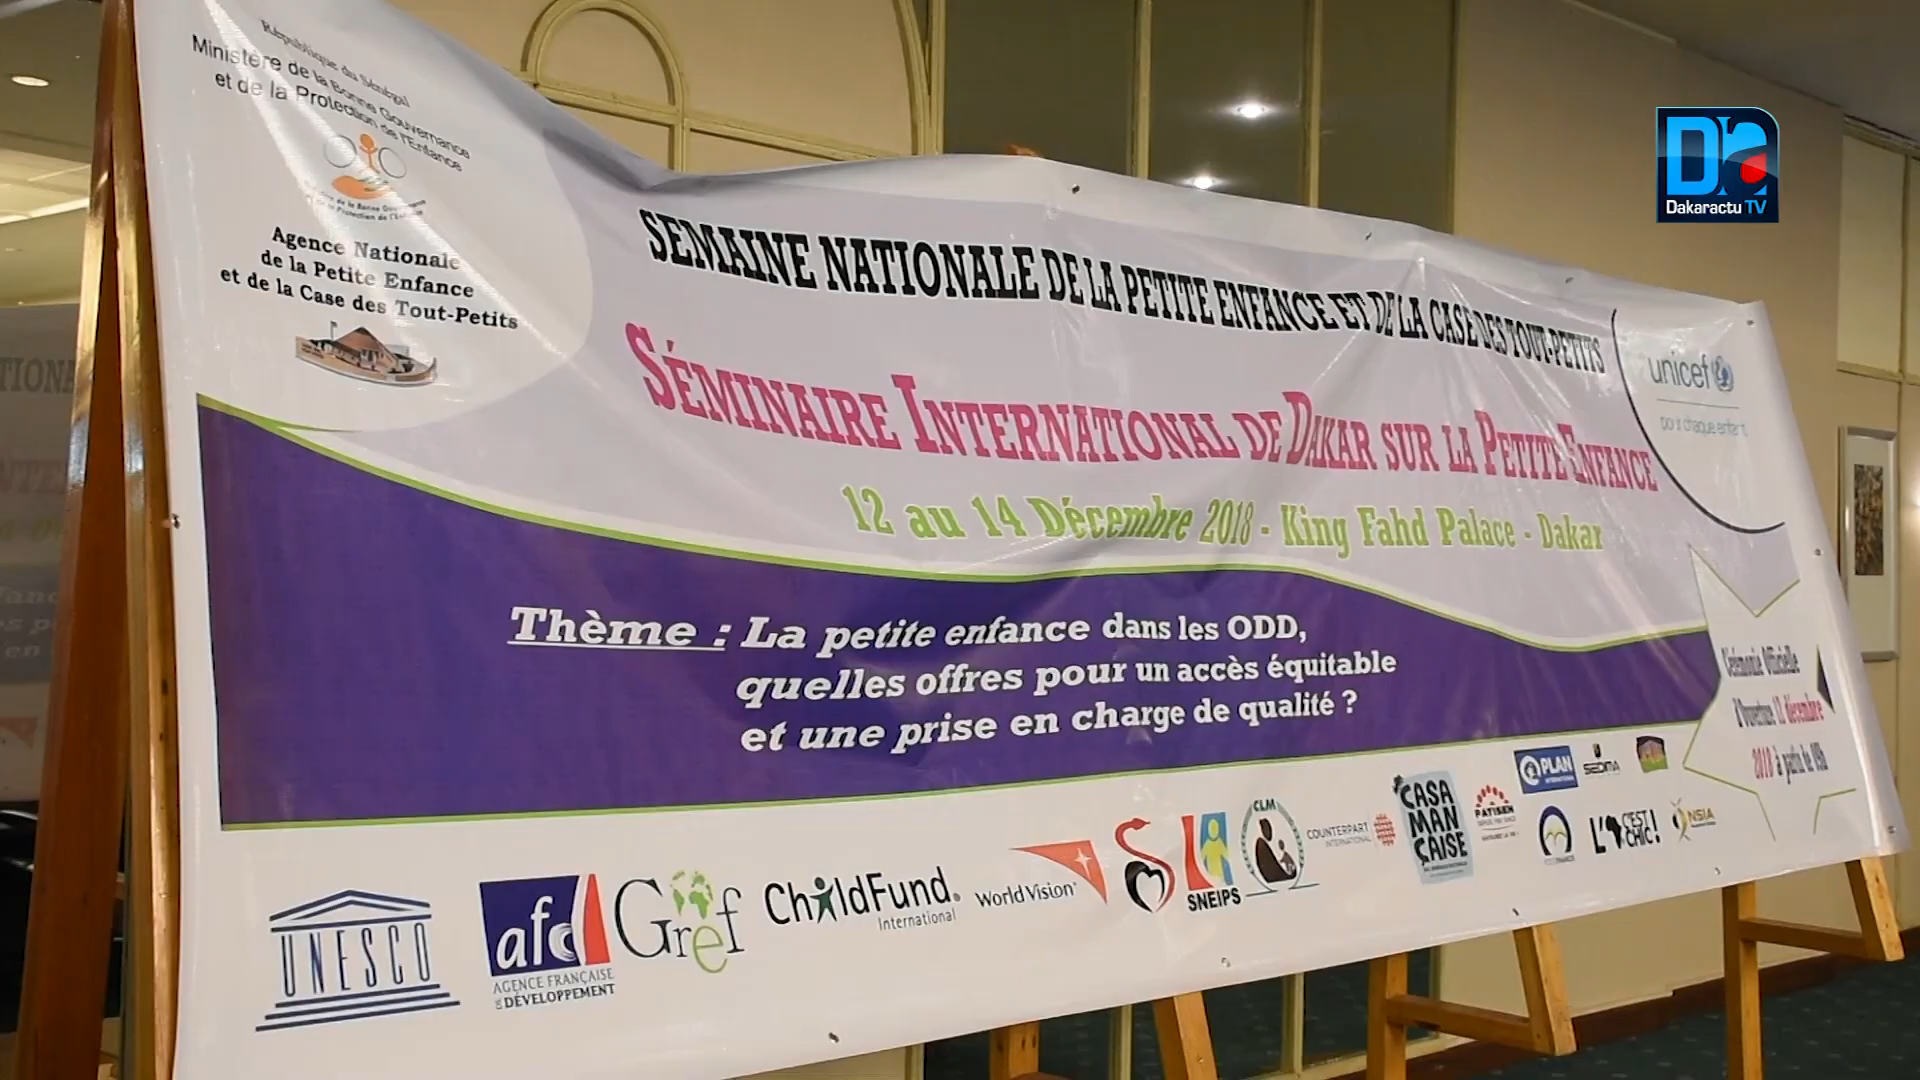 République du Sénégal
Ministère de la Bonne Gouvernance
et de la Protection de l'Enfance
Agence Nationale
de la Petite Enfance
et de la Case des Tout-Petits
SEMAINE NATIONALE DE LA PETITE ENFANCE ET DE LA CASE DES TOUT-PETITS
SÉMINAIRE INTERNATIONAL DE DAKAR SUR LA PETITE ENFANCE
12 au 14 Décembre 2018 - King Fahd Palace - Dakar
unicef
pour chaque enfant
Dakaractu TV
Thème : La petite enfance dans les ODD,
quelles offres pour un accès équitable
et une prise en charge de qualité ?
Cérémonie Officielle
d'Ouverture 12 décembre
2018 à partir de 09h
UNESCO
afd
AGENCE FRANÇAISE
DE DÉVELOPPEMENT
Gref
ChildFund
International
World Vision
SNEIPS
CLM
COUNTERPART
INTERNATIONAL
CASA
MAN
ÇAISE
PATISEN
PLAN
INTERNATIONAL
SEDIMA
L'AFRIQUE
C'EST
CHIC!
NSIA